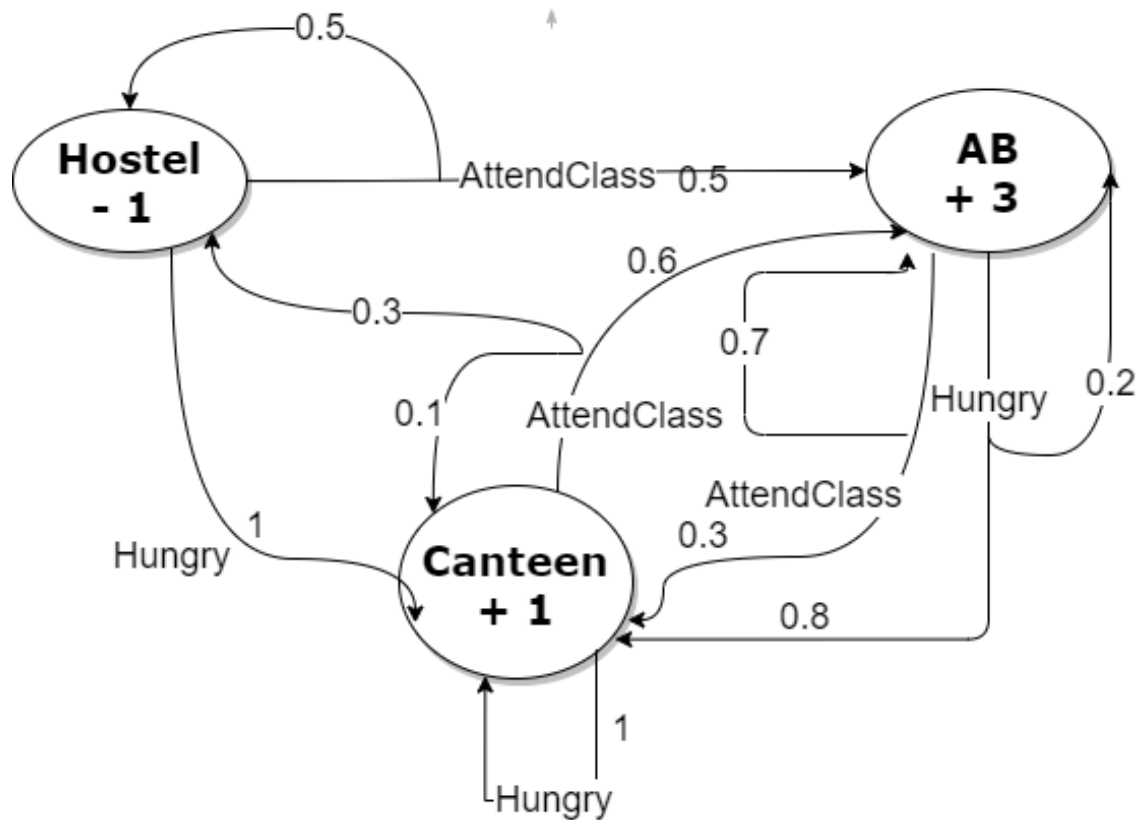 0.5
Hostel
- 1
AttendClass 0.5
AB
+ 3
0.6
0.3
0.7
0.1
AttendClass
Hungry
0.2
AttendClass
1
Hungry
0.3
Canteen
+ 1
0.8
1
Hungry